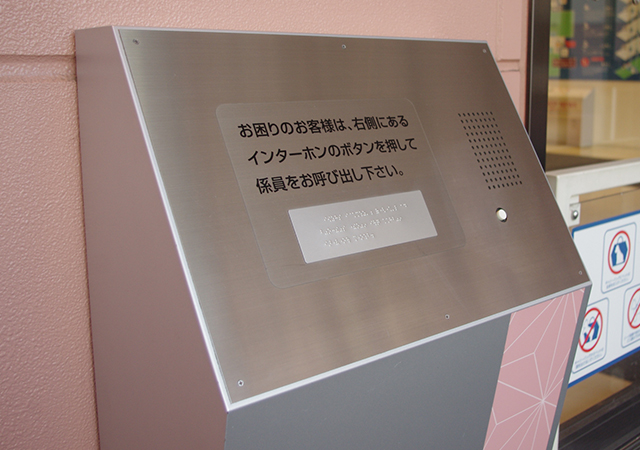 お困りのお客様は、右側にある
インターホンのボタンを押して
係員をお呼び出し下さい。